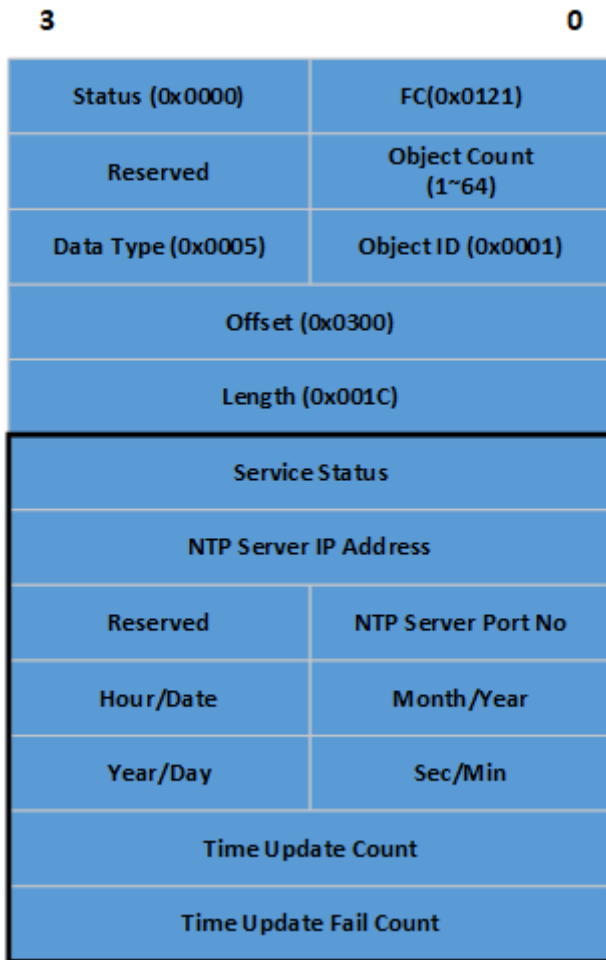 3 0
Status (0x0000) FC(0x0121)
Reserved Object Count
(1~64)
Data Type (0x0005) Object ID (0x0001)
Offset (0x0300)
Length (0x001C)
Service Status
NTP Server IP Address
Reserved NTP Server Port No
Hour/Date Month/Year
Year/Day Sec/Min
Time Update Count
Time Update Fail Count